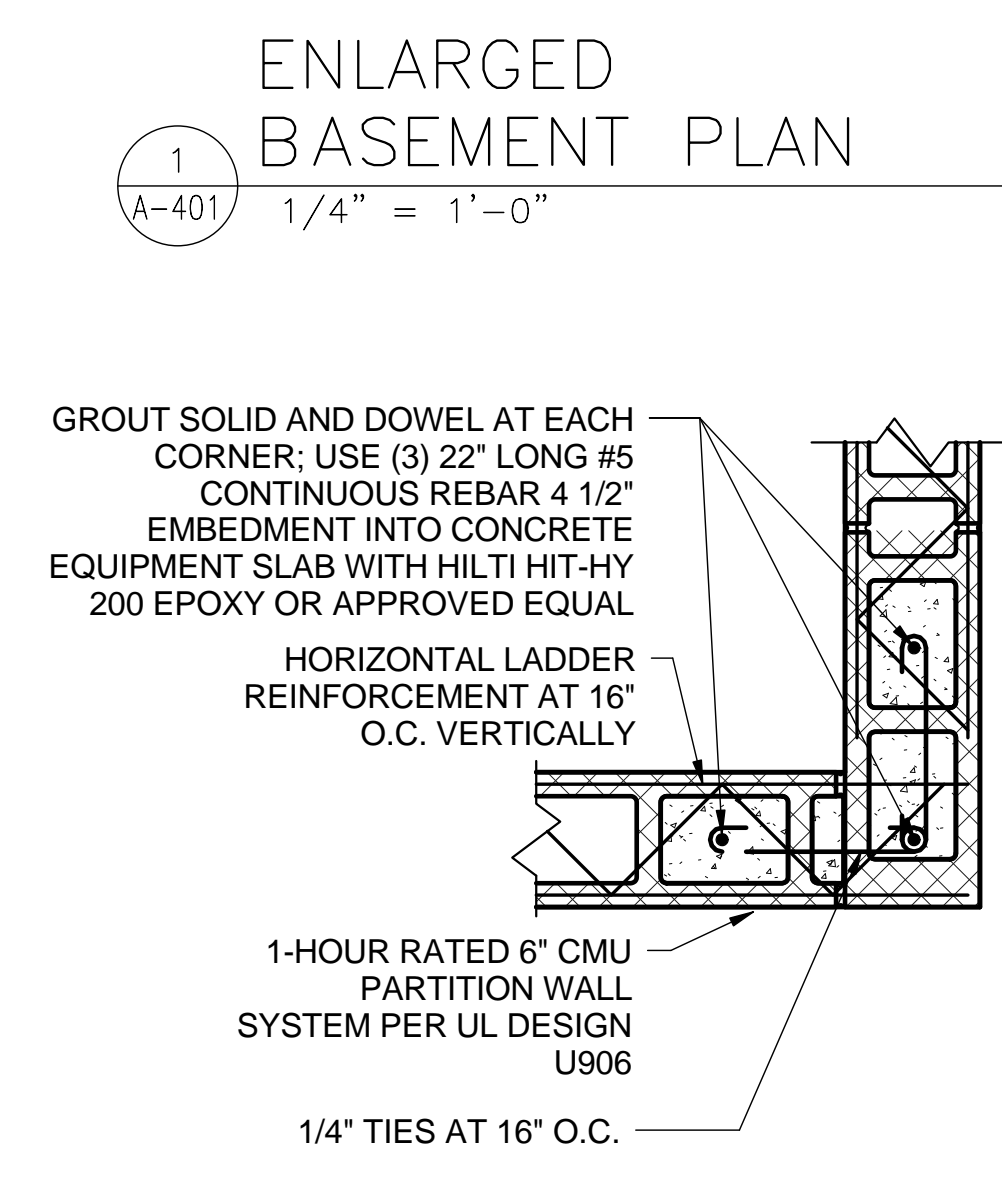 ENLARGED
BASEMENT PLAN
1
A-401
1/4" = 1'-0"
GROUT SOLID AND DOWEL AT EACH
CORNER; USE (3) 22" LONG #5
CONTINUOUS REBAR 4 1/2"
EMBEDMENT INTO CONCRETE
EQUIPMENT SLAB WITH HILTI HIT-HY
200 EPOXY OR APPROVED EQUAL
HORIZONTAL LADDER
REINFORCEMENT AT 16"
O.C. VERTICALLY
1-HOUR RATED 6" CMU
PARTITION WALL
SYSTEM PER UL DESIGN
U906
1/4" TIES AT 16" O.C.